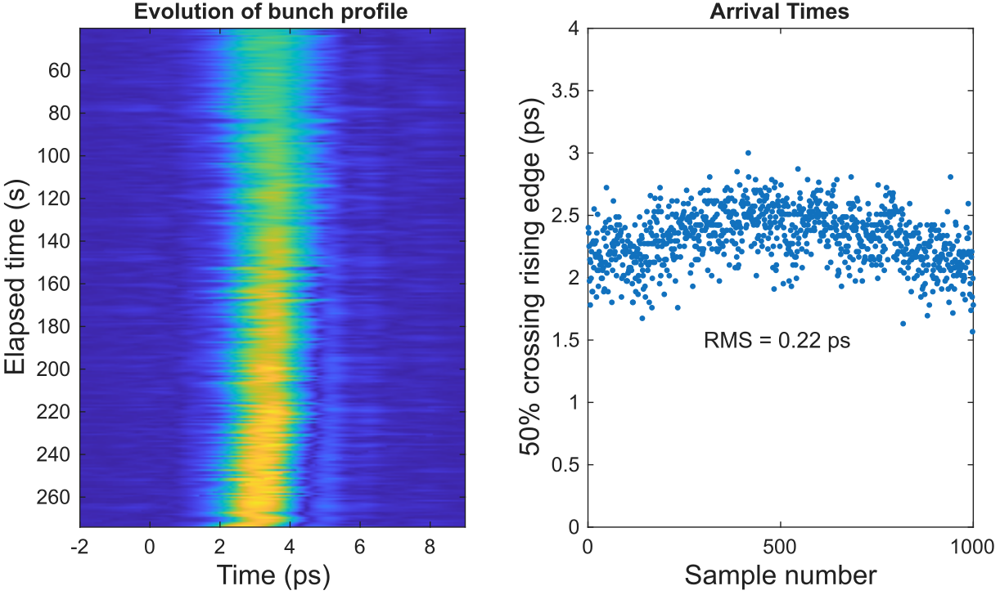 Evolution of bunch profile
Elapsed time (s)
60
80
100
120
140
160
180
200
220
240
260
-2 0 2 4 6 8
Time (ps)
Arrival Times
50% crossing rising edge (ps)
4
3.5
3
2.5
2
1.5
1
0.5
0
RMS = 0.22 ps
0 500 1000
Sample number